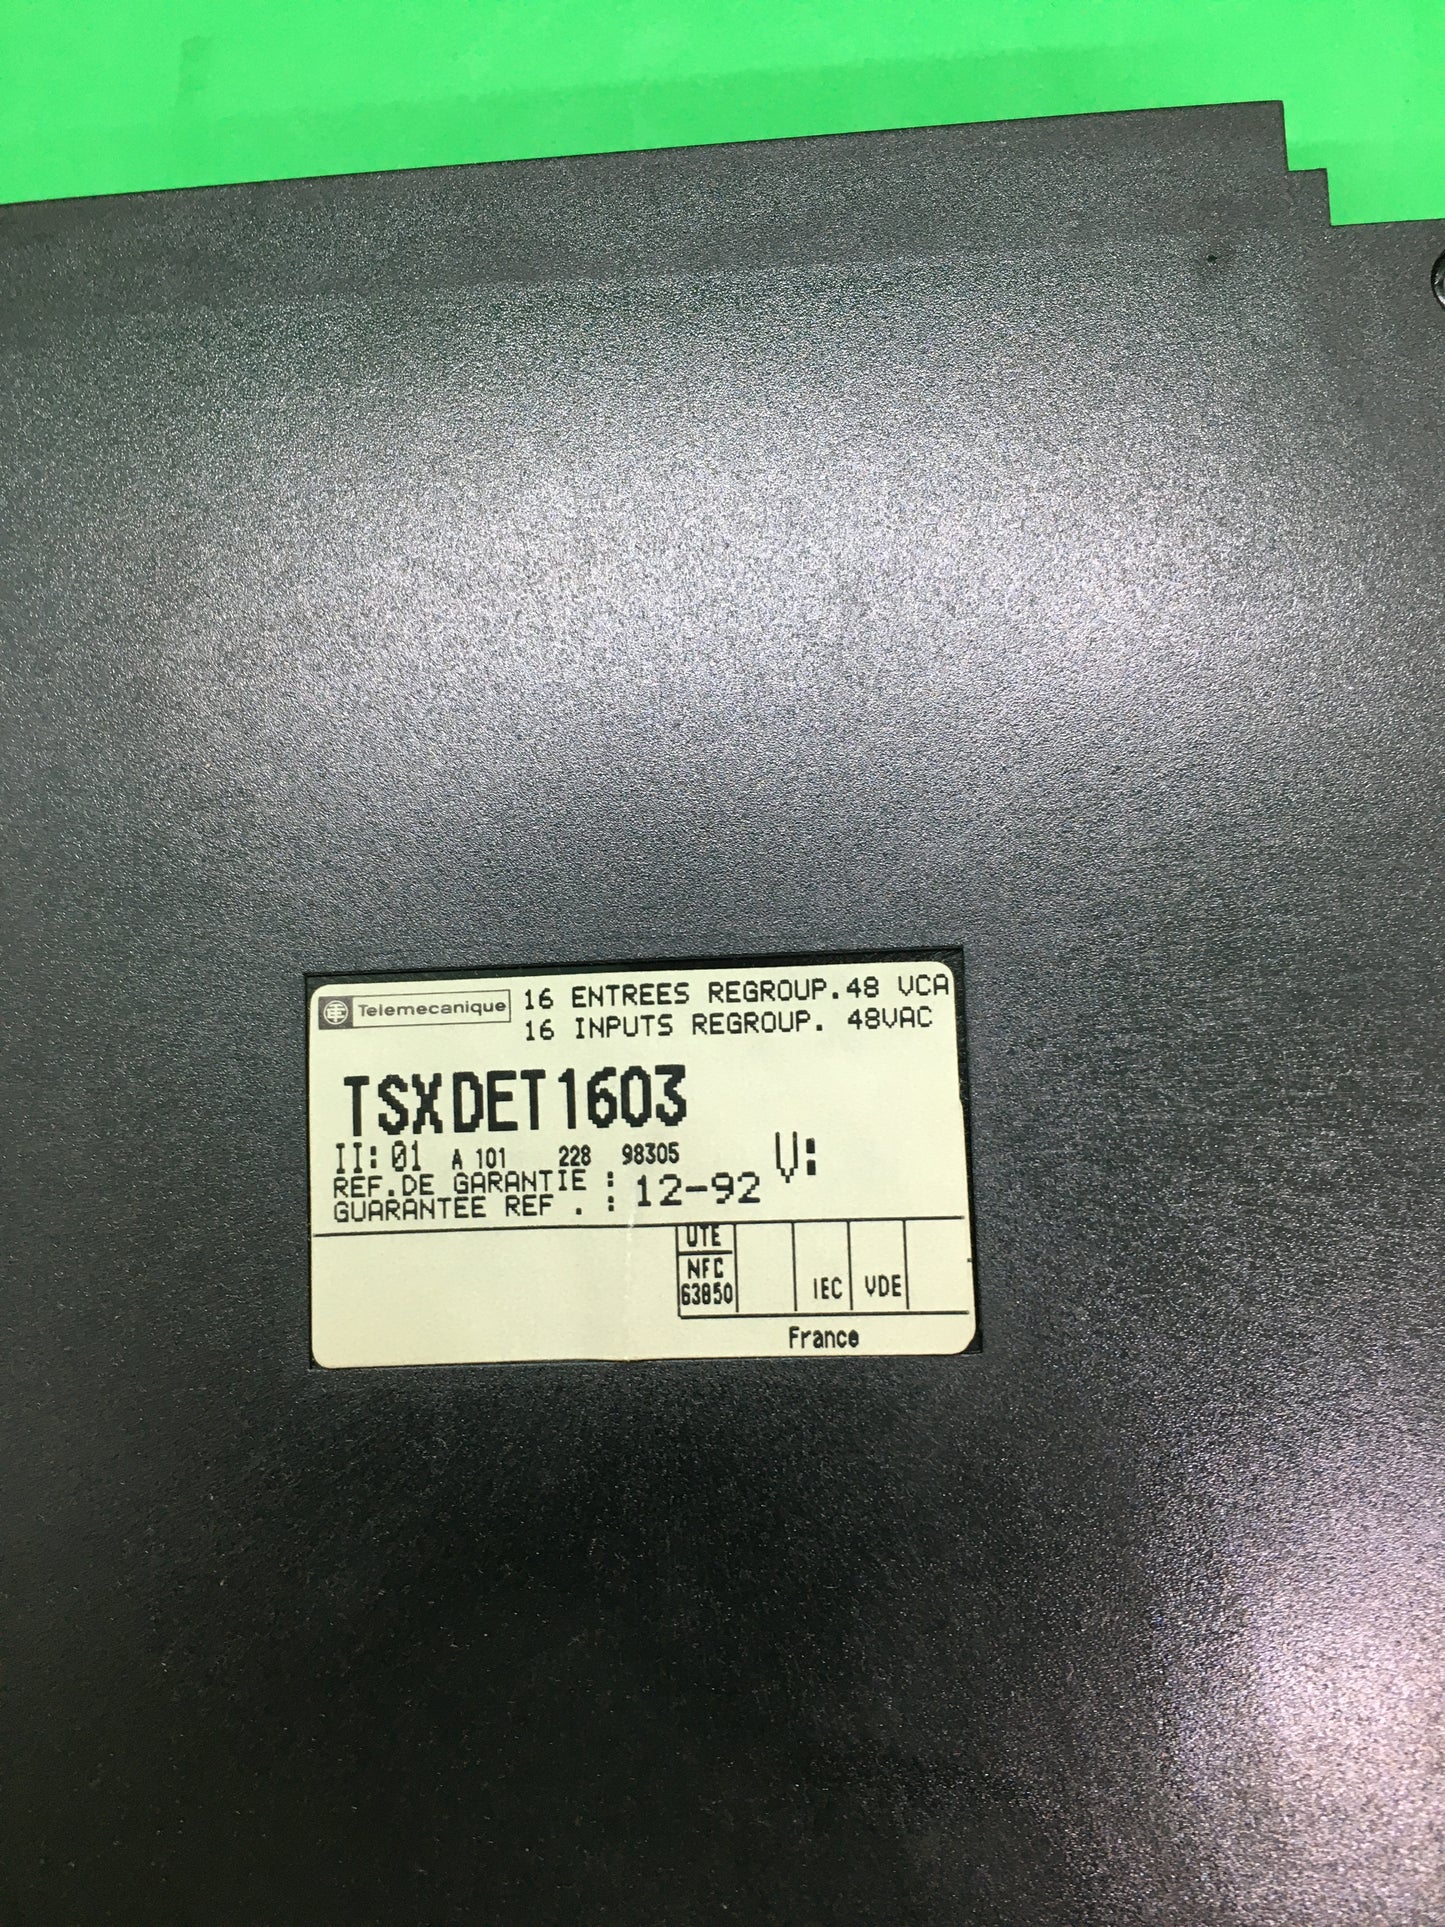 Telemecanique
16 ENTREES REGROUP.48 VCA
16 INPUTS REGROUP. 48VAC
TSXDET1603
II:01 A 101 228 98305 V:
REF.DE GARANTIE :
GUARANTEE REF . : 12-92
UTE
NFC
63850
IEC
VDE
France